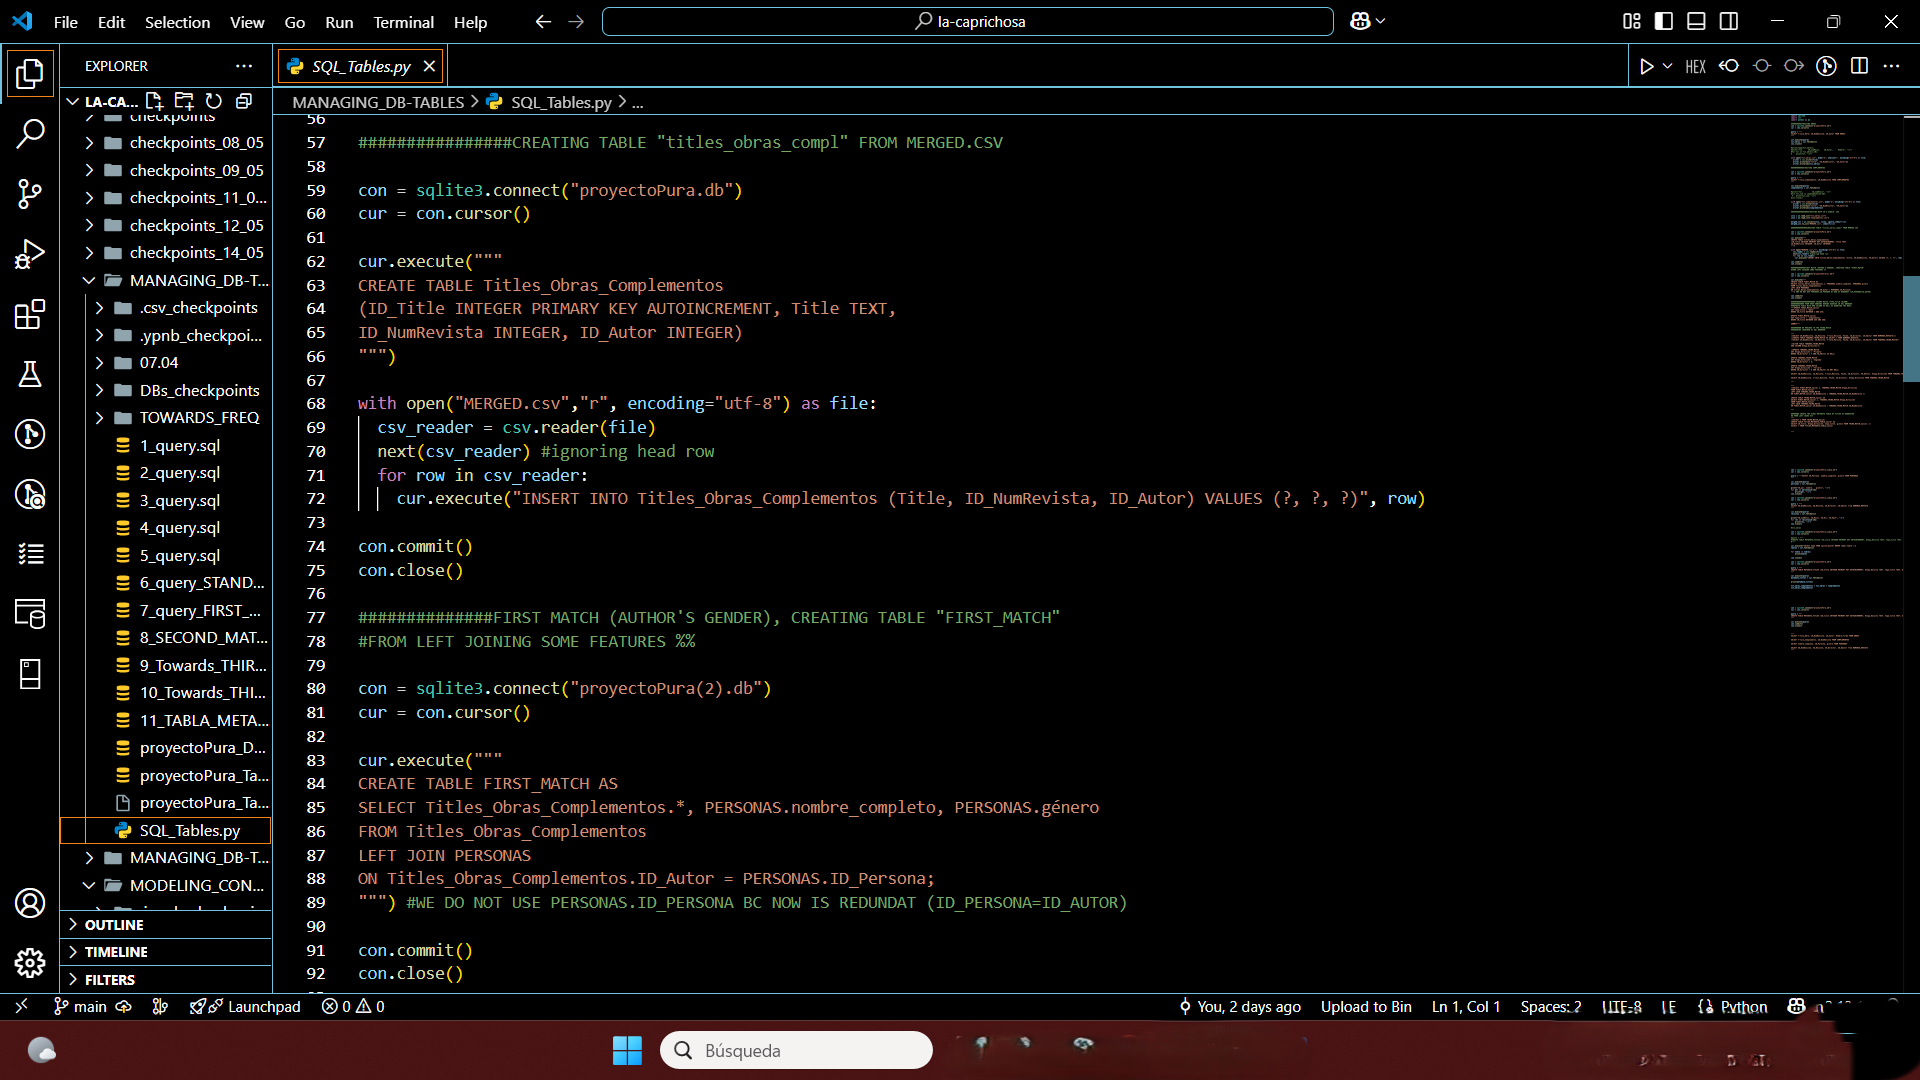 File Edit Selection View Go Run Terminal Help
la-caprichosa
EXPLORER
SQL_Tables.py
HEX
LA-CA...
MANAGING_DB-TABLES > SQL_Tables.py > ...
checkpoints
checkpoints_08_05
checkpoints_09_05
checkpoints_11_0...
checkpoints_12_05
checkpoints_14_05
MANAGING_DB-T...
.csv_checkpoints
.ypnb_checkpoi...
07.04
DBs_checkpoints
TOWARDS_FREQ
1_query.sql
2_query.sql
3_query.sql
4_query.sql
5_query.sql
6_query_STAND...
7_query_FIRST_...
8_SECOND_MAT...
9_Towards_THIR...
10_Towards_THI...
11_TABLA_META...
proyectoPura_D...
proyectoPura_Ta...
proyectoPura_Ta...
SQL_Tables.py
MANAGING_DB-T...
MODELING_CON...
OUTLINE
TIMELINE
FILTERS
56
57 ################CREATING TABLE "titles_obras_compl" FROM MERGED.CSV
58
59 con = sqlite3.connect("proyectoPura.db")
60 cur = con.cursor()
61
62 cur.execute("""
63 CREATE TABLE Titles_Obras_Complementos
64 (ID_Title INTEGER PRIMARY KEY AUTOINCREMENT, Title TEXT,
65 ID_NumRevista INTEGER, ID_Autor INTEGER)
66 """)
67
68 with open("MERGED.csv","r", encoding="utf-8") as file:
69 csv_reader = csv.reader(file)
70 next(csv_reader) #ignoring head row
71 for row in csv_reader:
72 cur.execute("INSERT INTO Titles_Obras_Complementos (Title, ID_NumRevista, ID_Autor) VALUES (?, ?, ?)", row)
73
74 con.commit()
75 con.close()
76
77 ##############FIRST MATCH (AUTHOR'S GENDER), CREATING TABLE "FIRST_MATCH"
78 #FROM LEFT JOINING SOME FEATURES %%
79
80 con = sqlite3.connect("proyectoPura(2).db")
81 cur = con.cursor()
82
83 cur.execute("""
84 CREATE TABLE FIRST_MATCH AS
85 SELECT Titles_Obras_Complementos.*, PERSONAS.nombre_completo, PERSONAS.género
86 FROM Titles_Obras_Complementos
87 LEFT JOIN PERSONAS
88 ON Titles_Obras_Complementos.ID_Autor = PERSONAS.ID_Persona;
89 """) #WE DO NOT USE PERSONAS.ID_PERSONA BC NOW IS REDUNDAT (ID_PERSONA=ID_AUTOR)
90
91 con.commit()
92 con.close()
main Launchpad 0 0 You, 2 days ago Upload to Bin Ln 1, Col 1 Spaces: 2 UTF-8 Python
Búsqueda